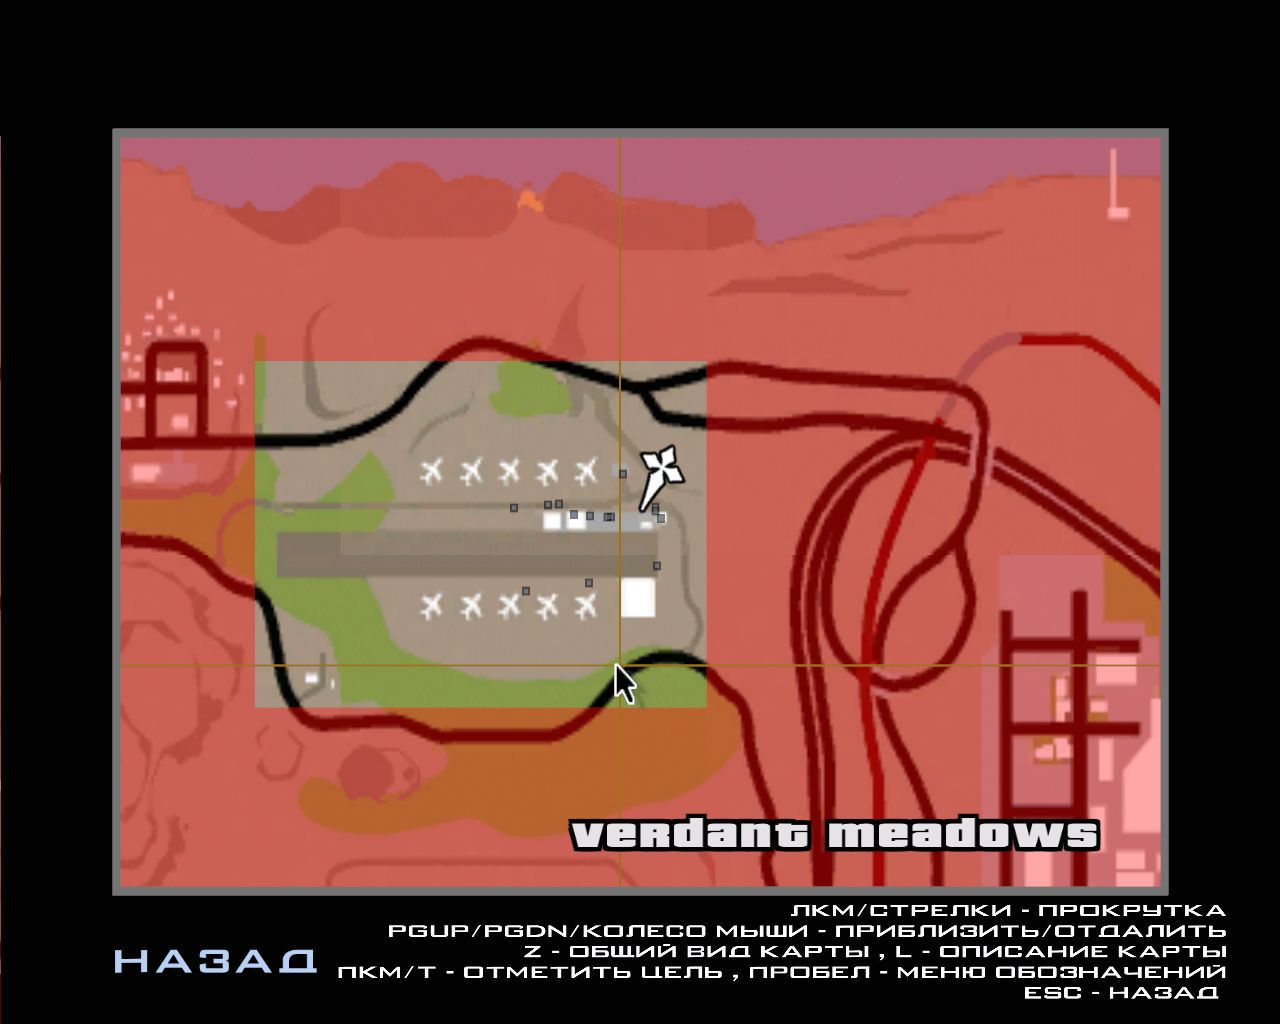 verdant meadows
ЛКМ/СТРЕЛКИ - ПРОКРУТКА
PGUP/PGDN/КОЛЕСО МЫШИ - ПРИБЛИЗИТЬ/ОТДАЛИТЬ
Z - ОБЩИЙ ВИД КАРТЫ , L - ОПИСАНИЕ КАРТЫ
НАЗАД
ПКМ/Т - ОТМЕТИТЬ ЦЕЛЬ , ПРОБЕЛ - МЕНЮ ОБОЗНАЧЕНИЙ
ESC - НАЗАД